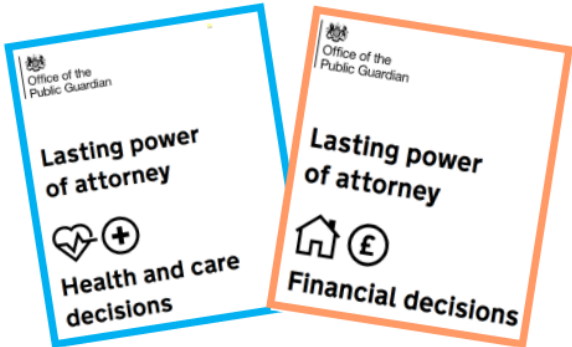 Office of the
Public Guardian
Lasting power
of attorney
Health and care
decisions
Office of the
Public Guardian
Lasting power
of attorney
£
Financial decisions